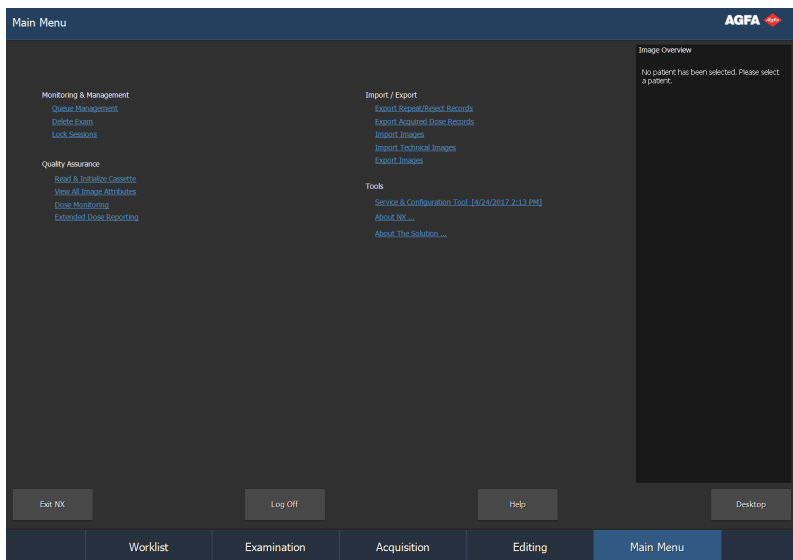 Main Menu
AGFA
Image Overview
No patient has been selected. Please select
a patient.
Monitoring & Management
Queue Management
Delete Exam
Lock Sessions
Quality Assurance
Read & Initialize Cassette
View All Image Attributes
Dose Monitoring
Extended Dose Reporting
Import / Export
Export Repeat/Reject Records
Export Acquired Dose Records
Import Images
Import Technical Images
Export Images
Tools
Service & Configuration Tool [4/24/2017 2:13 PM]
About NX ...
About The Solution ...
Exit NX
Log Off
Help
Desktop
Worklist
Examination
Acquisition
Editing
Main Menu